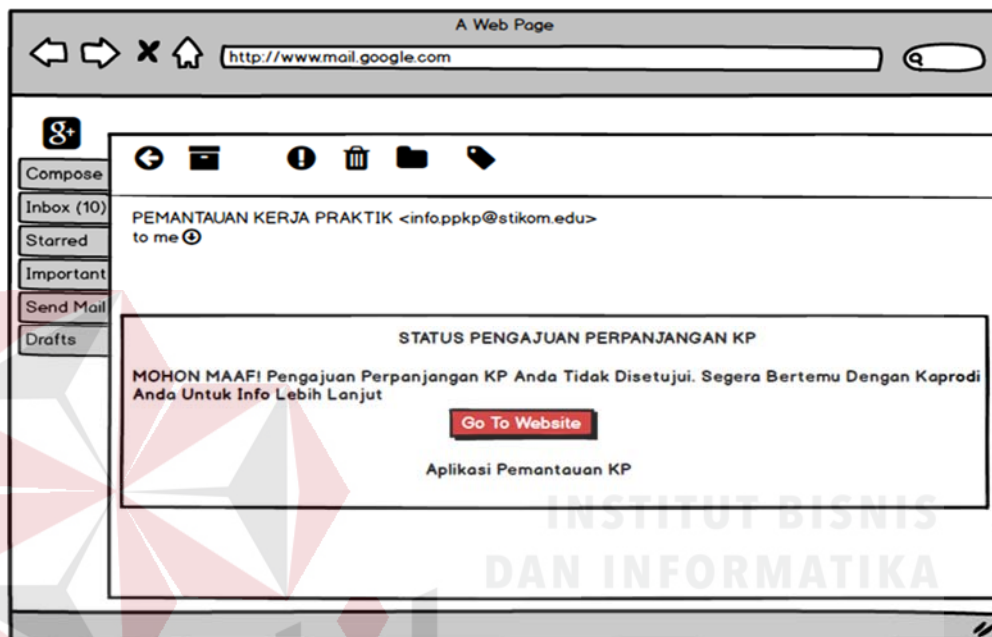 A Web Page
http://www.mail.google.com
g+
Compose
Inbox (10)
Starred
Important
Send Mail
Drafts
PEMANTAUAN KERJA PRAKTIK <info.ppkp@stikom.edu>
to me
STATUS PENGAJUAN PERPANJANGAN KP
MOHON MAAF! Pengajuan Perpanjangan KP Anda Tidak Disetujui. Segera Bertemu Dengan Kaprodi
Anda Untuk Info Lebih Lanjut
Go To Website
Aplikasi Pemantauan KP
INSTITUT BISNIS
DAN INFORMATIKA